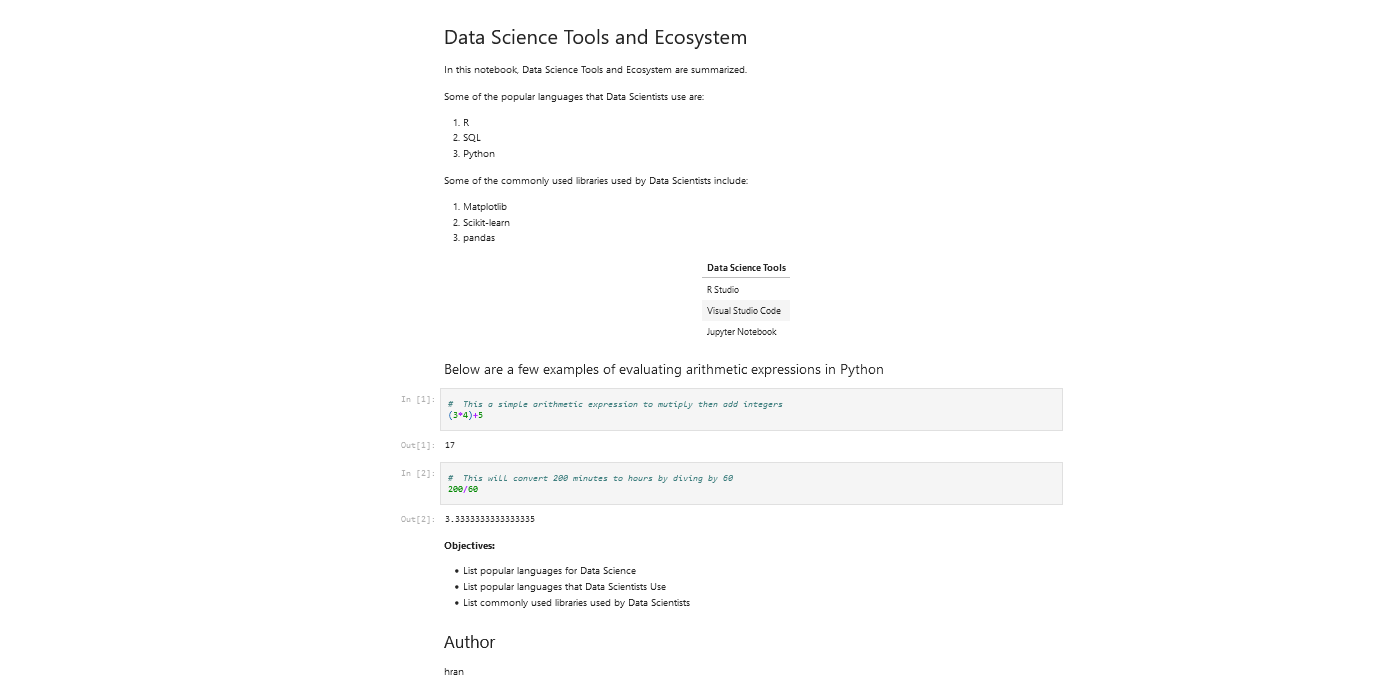 Data Science Tools and Ecosystem
In this notebook, Data Science Tools and Ecosystem are summarized.
Some of the popular languages that Data Scientists use are:
1. R
2. SQL
3. Python
Some of the commonly used libraries used by Data Scientists include:
1. Matplotlib
2. Scikit-learn
3. pandas
Data Science Tools
R Studio
Visual Studio Code
Jupyter Notebook
Below are a few examples of evaluating arithmetic expressions in Python
In [1]:
# This a simple arithmetic expression to mutiply then add integers
(3*4)+5
Out[1]: 17
In [2]:
# This will convert 200 minutes to hours by diving by 60
200/60
Out[2]: 3.3333333333333335
Objectives:
• List popular languages for Data Science
• List popular languages that Data Scientists Use
• List commonly used libraries used by Data Scientists
Author
hran